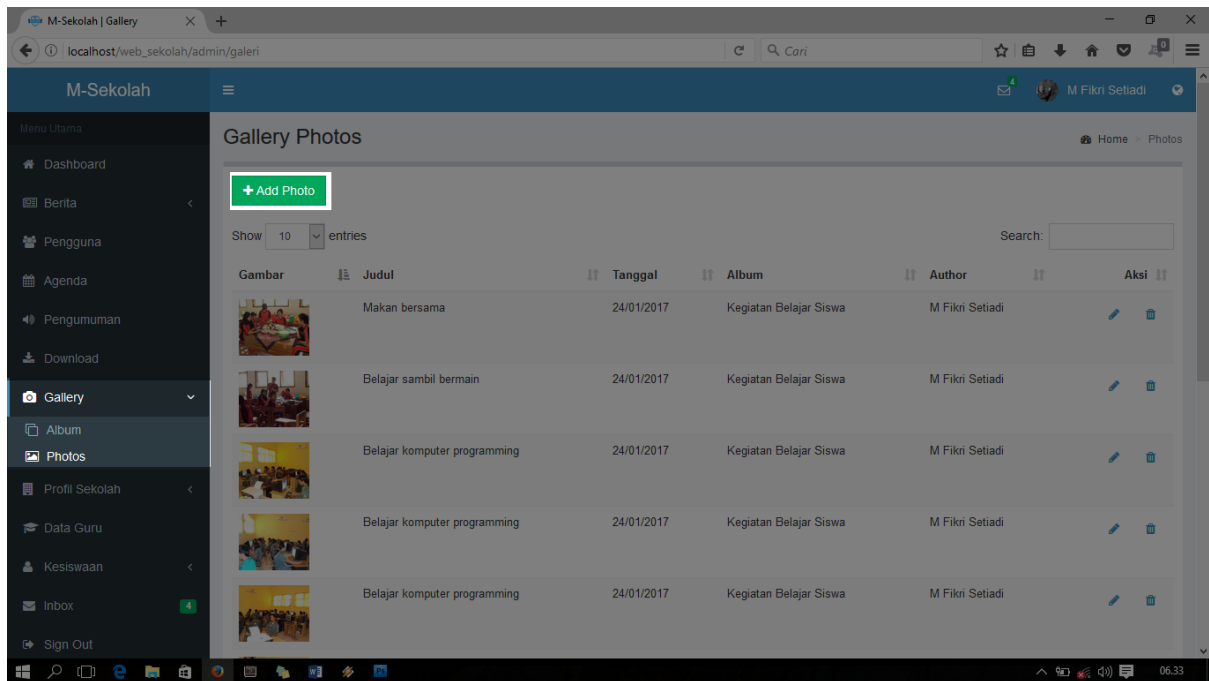 M-Sekolah | Gallery
localhost/web_sekolah/admin/galeri
Cari
0
M-Sekolah
4
M Fikri Setiadi
Menu Utama
Gallery Photos
Home > Photos
Dashboard
Berita
Pengguna
Agenda
Pengumuman
Download
Gallery
Album
Photos
Profil Sekolah
Data Guru
Kesiswaan
Inbox 4
Sign Out
+ Add Photo
Show 10 entries
Search:
Gambar Judul Tanggal Album Author Aksi
Makan bersama 24/01/2017 Kegiatan Belajar Siswa M Fikri Setiadi
Belajar sambil bermain 24/01/2017 Kegiatan Belajar Siswa M Fikri Setiadi
Belajar komputer programming 24/01/2017 Kegiatan Belajar Siswa M Fikri Setiadi
Belajar komputer programming 24/01/2017 Kegiatan Belajar Siswa M Fikri Setiadi
Belajar komputer programming 24/01/2017 Kegiatan Belajar Siswa M Fikri Setiadi
06.33